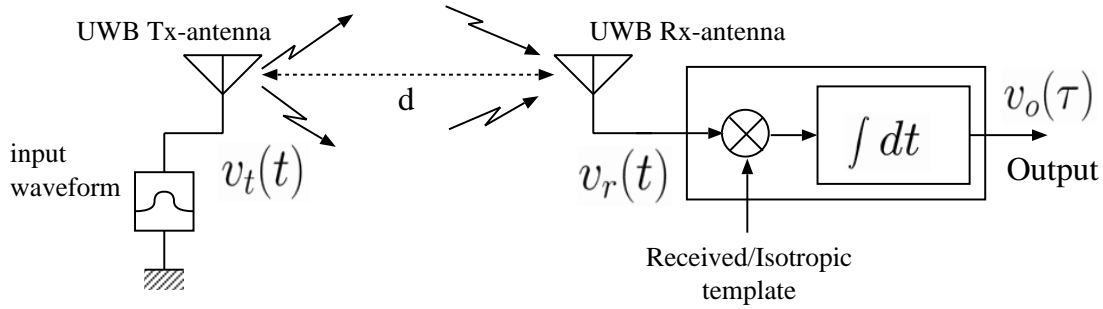 UWB Tx-antenna
UWB Rx-antenna
d
v_o(τ)
∫ dt
input
waveform
v_t(t)
v_r(t)
Output
Received/Isotropic
template